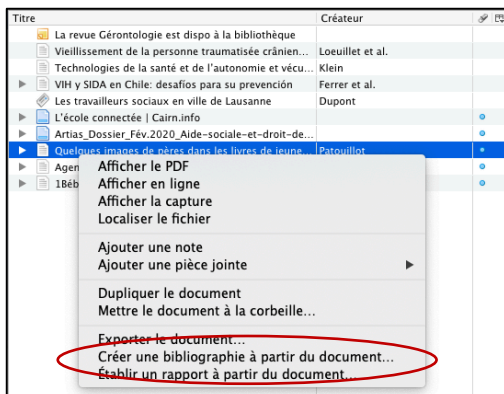 Titre Créateur
La revue Gérontologie est dispo à la bibliothèque
Vieillissement de la personne traumatisée crânien... Loeuillet et al.
Technologies de la santé et de l'autonomie et vécu... Klein
VIH y SIDA en Chile: desafíos para su prevención Ferrer et al.
Les travailleurs sociaux en ville de Lausanne Dupont
L'école connectée | Cairn.info
Artias_Dossier_Fév.2020_Aide-sociale-et-droit-de...
Quelques images de pères dans les livres de jeune... Patouillot
Agen
1Béb
Afficher le PDF
Afficher en ligne
Afficher la capture
Localiser le fichier
Ajouter une note
Ajouter une pièce jointe
Dupliquer le document
Mettre le document à la corbeille...
Exporter le document...
Créer une bibliographie à partir du document...
Établir un rapport à partir du document...